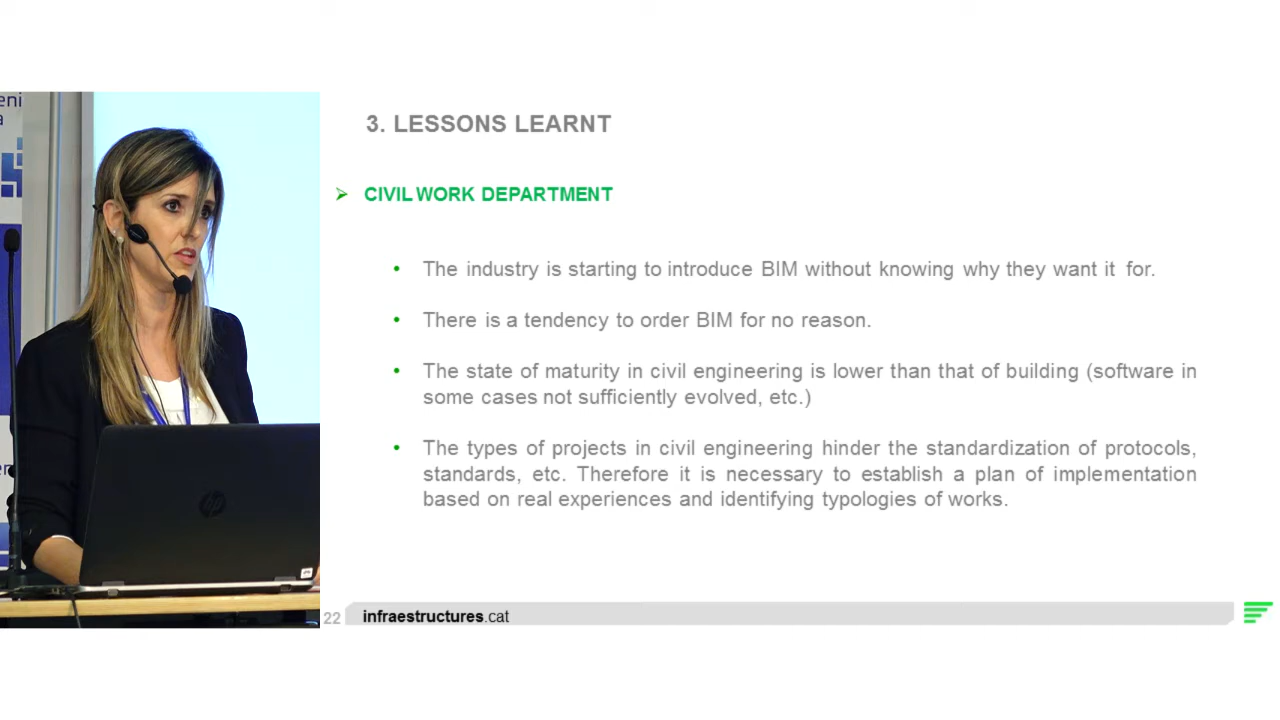 eni
a
3. LESSONS LEARNT
➢ CIVIL WORK DEPARTMENT
• The industry is starting to introduce BIM without knowing why they want it for.
• There is a tendency to order BIM for no reason.
• The state of maturity in civil engineering is lower than that of building (software in
some cases not sufficiently evolved, etc.)
• The types of projects in civil engineering hinder the standardization of protocols,
standards, etc. Therefore it is necessary to establish a plan of implementation
based on real experiences and identifying typologies of works.
hp
22 infraestructures.cat